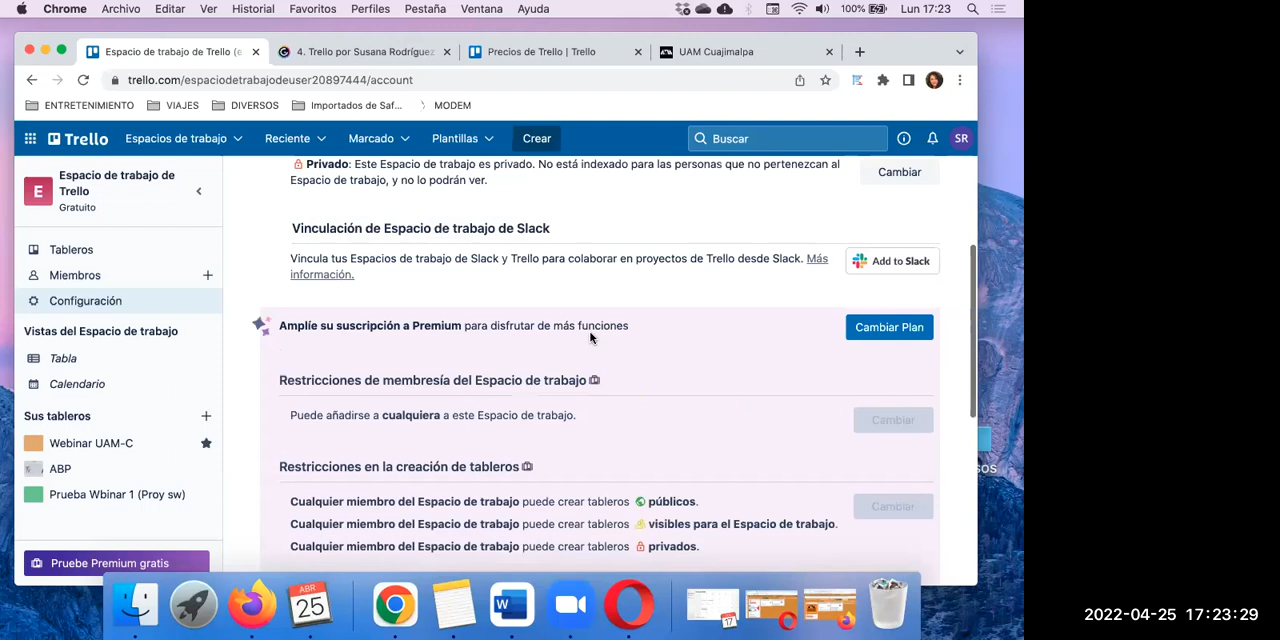 Chrome Archivo Editar Ver Historial Favoritos Perfiles Pestaña Ventana Ayuda 100% Lun 17:23
Espacio de trabajo de Trello (e 4. Trello por Susana Rodríguez Precios de Trello | Trello UAM Cuajimalpa
trello.com/espaciodetrabajodeuser20897444/account
ENTRETENIMIENTO VIAJES DIVERSOS Importados de Saf... MODEM
Trello Espacios de trabajo Reciente Marcado Plantillas Crear Buscar SR
E Espacio de trabajo de
Trello
Gratuito
Tableros
Miembros
Configuración
Vistas del Espacio de trabajo
Tabla
Calendario
Sus tableros
Webinar UAM-C
ABP
Prueba Wbinar 1 (Proy sw)
Pruebe Premium gratis
Privado: Este Espacio de trabajo es privado. No está indexado para las personas que no pertenezcan al
Espacio de trabajo, y no lo podrán ver.
Cambiar
Vinculación de Espacio de trabajo de Slack
Vincula tus Espacios de trabajo de Slack y Trello para colaborar en proyectos de Trello desde Slack. Más
información.
Add to Slack
Amplíe su suscripción a Premium para disfrutar de más funciones
Cambiar Plan
Restricciones de membresía del Espacio de trabajo
Puede añadirse a cualquiera a este Espacio de trabajo.
Cambiar
Restricciones en la creación de tableros
Cualquier miembro del Espacio de trabajo puede crear tableros públicos.
Cambiar
Cualquier miembro del Espacio de trabajo puede crear tableros visibles para el Espacio de trabajo.
Cualquier miembro del Espacio de trabajo puede crear tableros privados.
ABR
25
W
17
2022-04-25 17:23:29